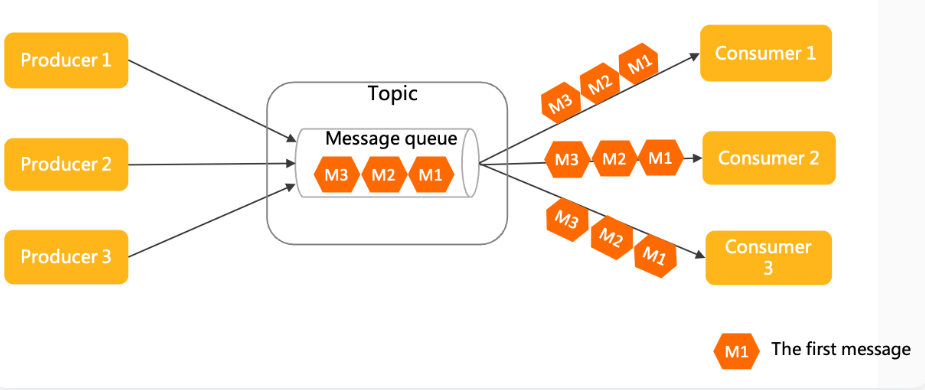 Producer 1
Producer 2
Producer 3
Topic
Message queue
M3 M2 M1
M3 M2 M1
M3 M2 M1
M3 M2 M1
Consumer 1
Consumer 2
Consumer
3
M1 The first message